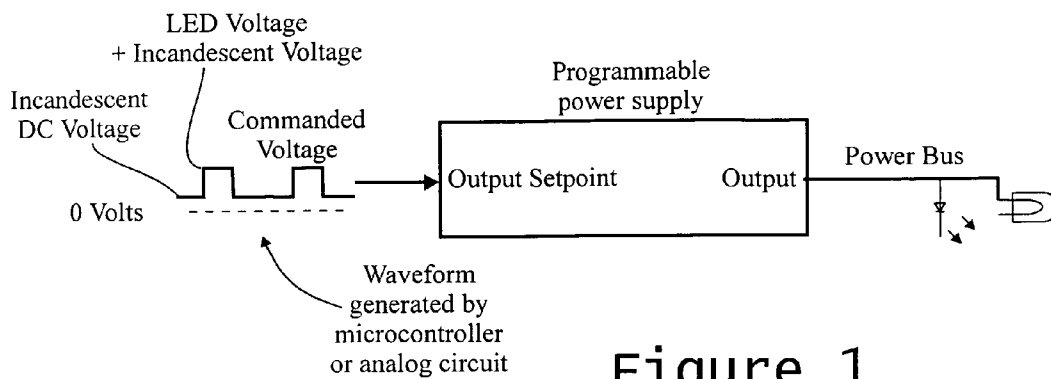 LED Voltage
+ Incandescent Voltage
Incandescent
DC Voltage
Commanded
Voltage
0 Volts
Waveform
generated by
microcontroller
or analog circuit
Programmable
power supply
Output Setpoint
Output
Power Bus
Figure 1